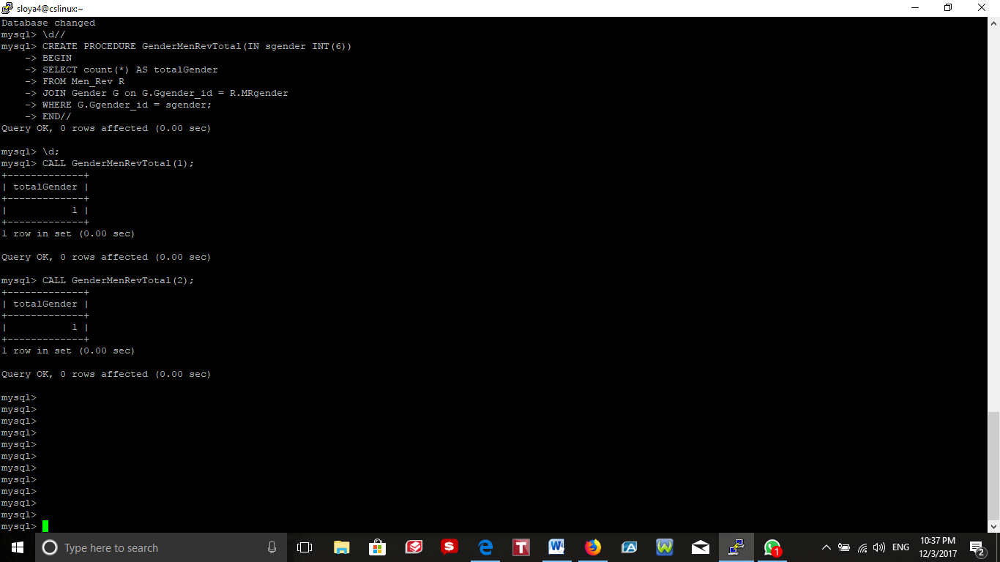 sloya4@cslinux:~
Database changed
mysql> \d//
mysql> CREATE PROCEDURE GenderMenRevTotal(IN sgender INT(6))
    -> BEGIN
    -> SELECT count(*) AS totalGender
    -> FROM Men_Rev R
    -> JOIN Gender G on G.Ggender_id = R.MRgender
    -> WHERE G.Ggender_id = sgender;
    -> END//
Query OK, 0 rows affected (0.00 sec)
mysql> \d;
mysql> CALL GenderMenRevTotal(1);
+-------------+
| totalGender |
+-------------+
|           1 |
+-------------+
1 row in set (0.00 sec)
Query OK, 0 rows affected (0.00 sec)
mysql> CALL GenderMenRevTotal(2);
+-------------+
| totalGender |
+-------------+
|           1 |
+-------------+
1 row in set (0.00 sec)
Query OK, 0 rows affected (0.00 sec)
mysql>
mysql>
mysql>
mysql>
mysql>
mysql>
mysql>
mysql>
mysql>
mysql>
mysql>
mysql>
Type here to search
S
e
T
W
A
W
1
ENG
10:37 PM
12/3/2017
2